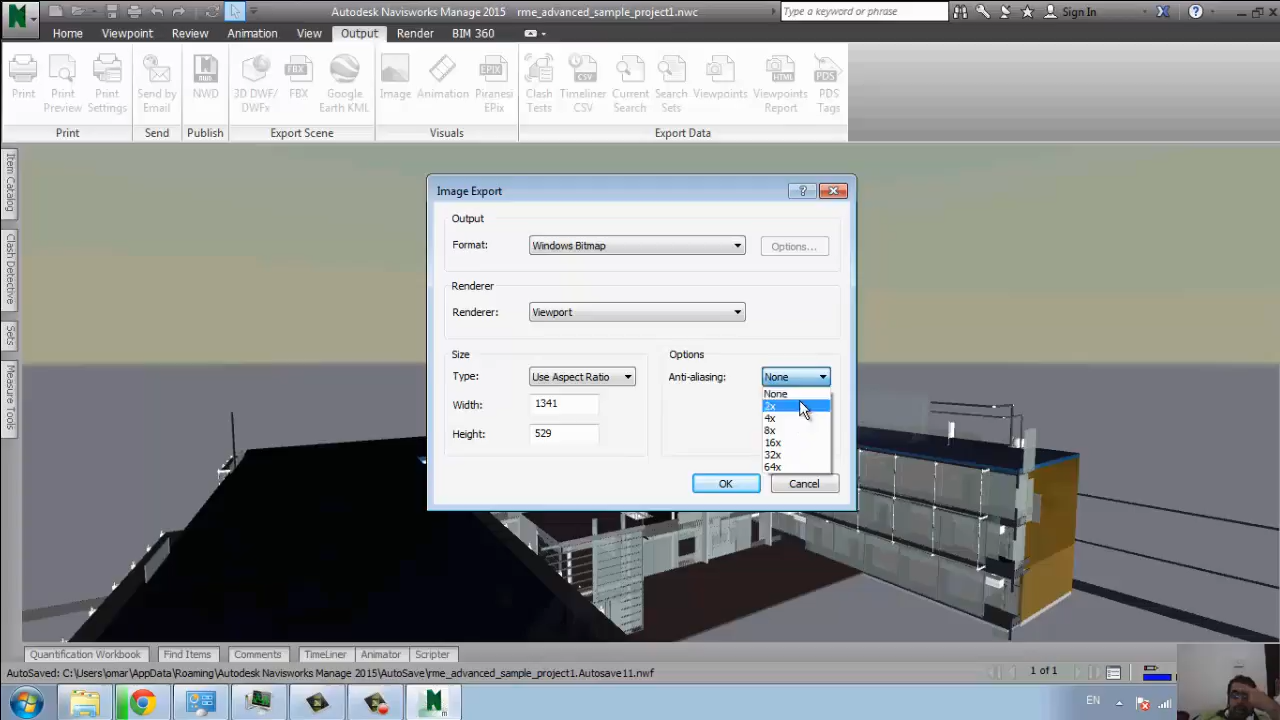 Autodesk Navisworks Manage 2015 rme_advanced_sample_project1.nwc
Type a keyword or phrase
Sign In
Home Viewpoint Review Animation View Output Render BIM 360
Print
Print Preview
Print Settings
Send by Email
NWD
3D DWF/DWFx
FBX
Google Earth KML
Image
Animation
Piranesi EPix
Clash Tests
Timeliner CSV
Current Search
Search Sets
Viewpoints
Viewpoints Report
PDS Tags
Print Send Publish Export Scene Visuals Export Data
Item Catalog
Clash Detective
Sets
Measure Tools
Image Export
Output
Format: Windows Bitmap Options...
Renderer
Renderer: Viewport
Size
Type: Use Aspect Ratio
Width: 1341
Height: 529
Options
Anti-aliasing: None
None
2x
4x
8x
16x
32x
64x
OK Cancel
Quantification Workbook Find Items Comments TimeLiner Animator Scripter
AutoSaved: C:\Users\omar\AppData\Roaming\Autodesk Navisworks Manage 2015\AutoSave\rme_advanced_sample_project1.Autosave11.nwf
1 of 1
EN